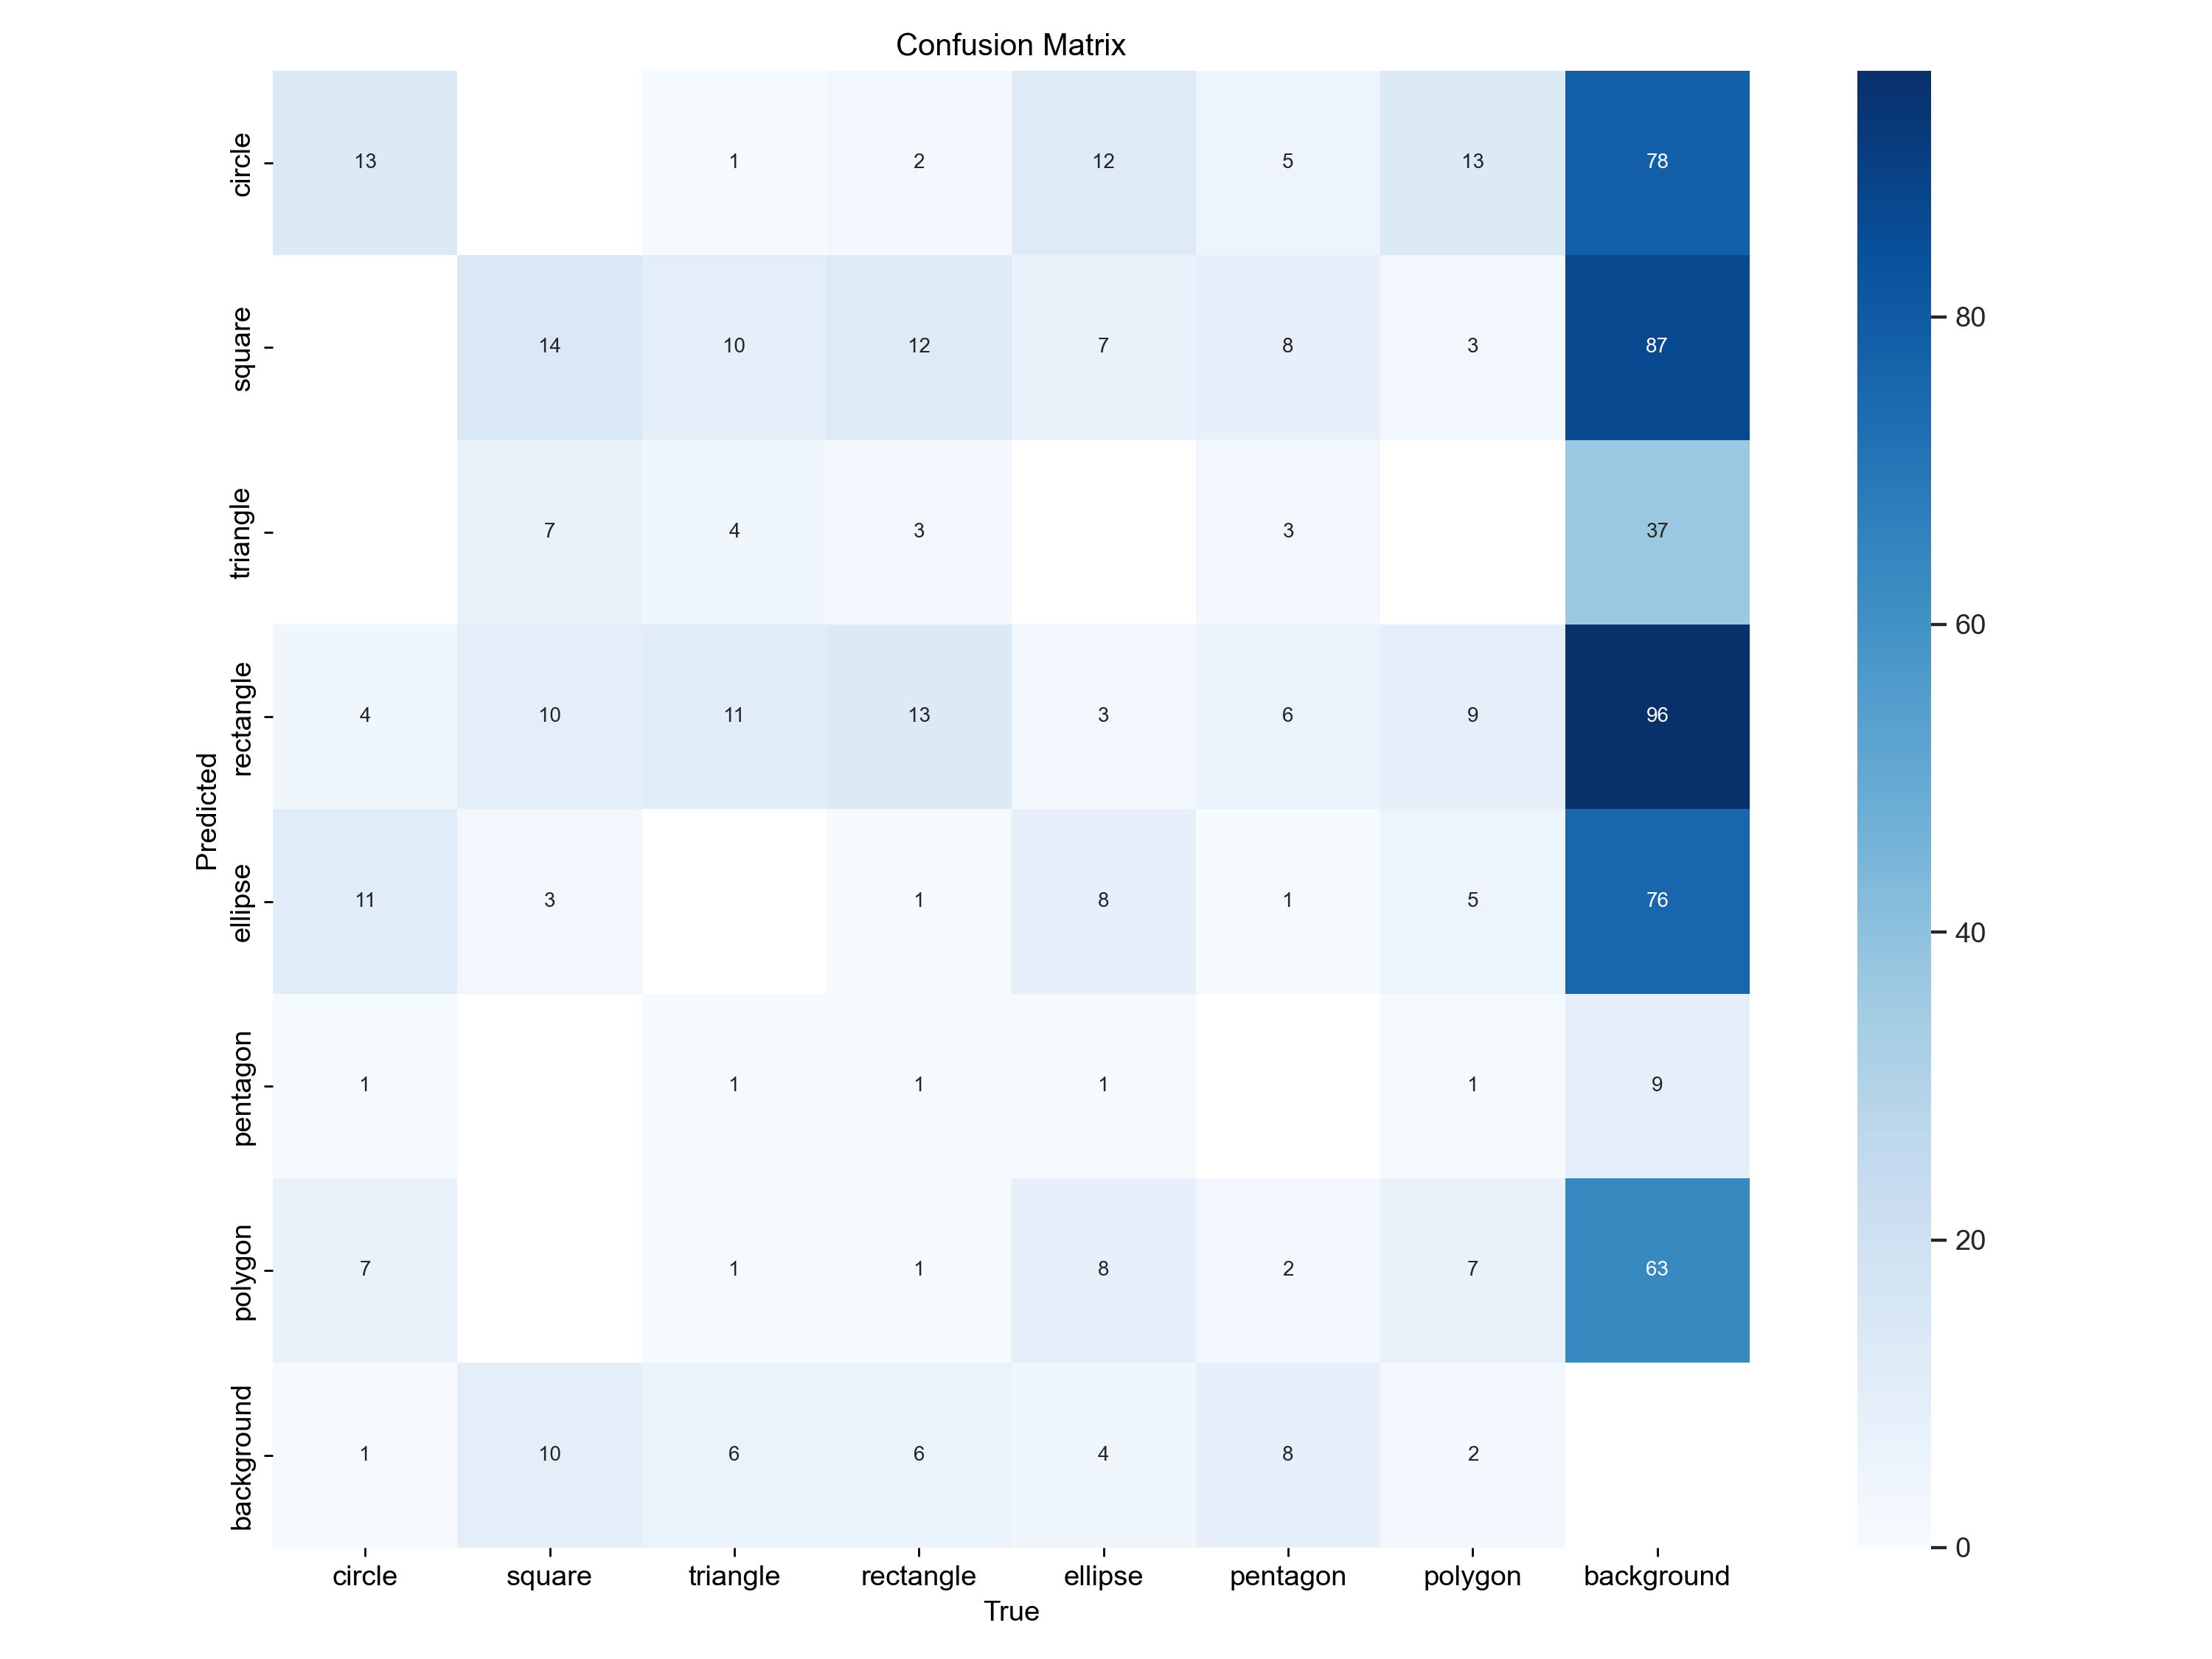 Confusion Matrix
circle 13 1 2 12 5 13 78
square 14 10 12 7 8 3 87
triangle 7 4 3 3 37
rectangle 4 10 11 13 3 6 9 96
ellipse 11 3 1 8 1 5 76
pentagon 1 1 1 1 1 9
polygon 7 1 1 8 2 7 63
background 1 10 6 6 4 8 2
Predicted
circle square triangle rectangle ellipse pentagon polygon background
True
80
60
40
20
0